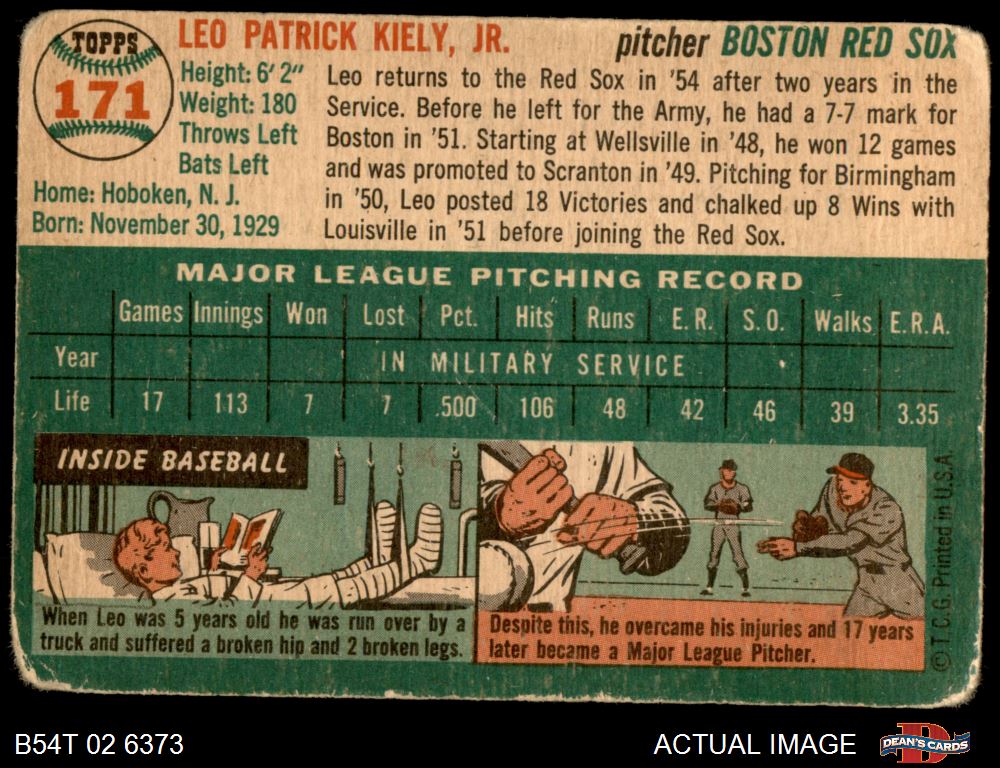 TOPPS
171
LEO PATRICK KIELY, JR.
pitcher BOSTON RED SOX
Height: 6' 2"
Weight: 180
Throws Left
Bats Left
Home: Hoboken, N. J.
Born: November 30, 1929
Leo returns to the Red Sox in '54 after two years in the
Service. Before he left for the Army, he had a 7-7 mark for
Boston in '51. Starting at Wellsville in '48, he won 12 games
and was promoted to Scranton in '49. Pitching for Birmingham
in '50, Leo posted 18 Victories and chalked up 8 Wins with
Louisville in '51 before joining the Red Sox.
MAJOR LEAGUE PITCHING RECORD
Games Innings Won Lost Pct. Hits Runs E.R. S.O. Walks E.R.A.
Year IN MILITARY SERVICE
Life 17 113 7 7 .500 106 48 42 46 39 3.35
INSIDE BASEBALL
When Leo was 5 years old he was run over by a
truck and suffered a broken hip and 2 broken legs.
Despite this, he overcame his injuries and 17 years
later became a Major League Pitcher.
© T.C.G. Printed in U.S.A.
B54T 02 6373
ACTUAL IMAGE
DEAN'S CARDS